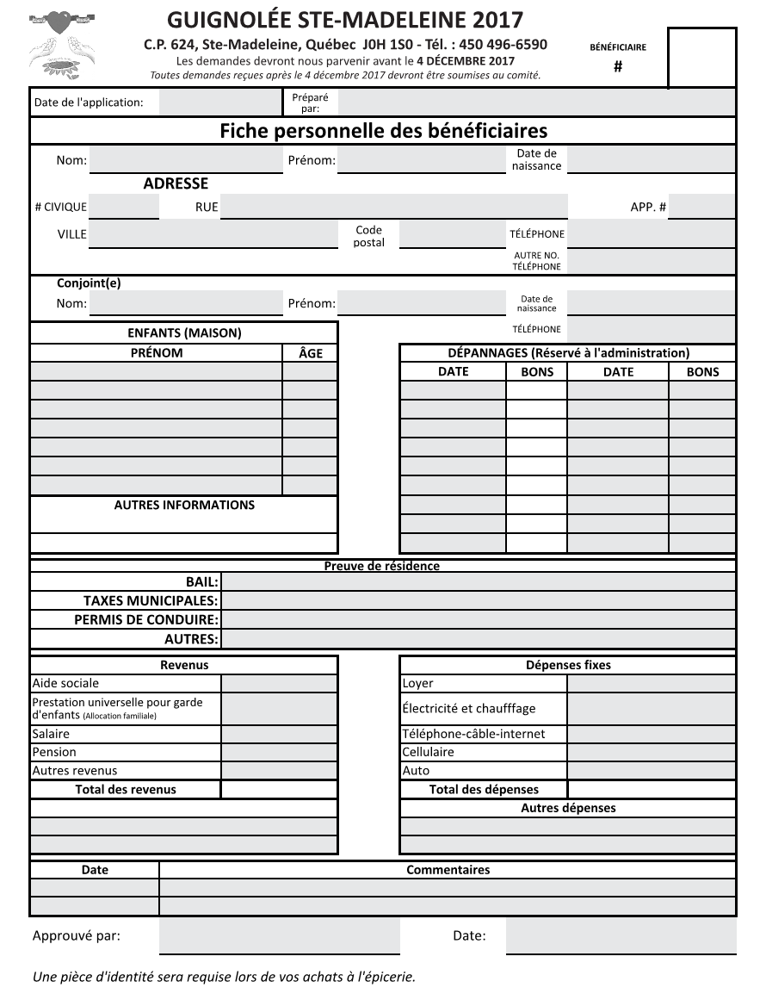 GUIGNOLÉE STE-MADELEINE 2017
C.P. 624, Ste-Madeleine, Québec J0H 1S0 - Tél. : 450 496-6590
Les demandes devront nous parvenir avant le 4 DÉCEMBRE 2017
Toutes demandes reçues après le 4 décembre 2017 devront être soumises au comité.
BÉNÉFICIAIRE
#
Date de l'application:
Préparé par:
Fiche personnelle des bénéficiaires
Nom:
Prénom:
Date de naissance
ADRESSE
# CIVIQUE
RUE
APP. #
VILLE
Code postal
TÉLÉPHONE
AUTRE NO. TÉLÉPHONE
Conjoint(e)
Nom:
Prénom:
Date de naissance
TÉLÉPHONE
ENFANTS (MAISON)
PRÉNOM
ÂGE
DÉPANNAGES (Réservé à l'administration)
DATE
BONS
DATE
BONS
AUTRES INFORMATIONS
Preuve de résidence
BAIL:
TAXES MUNICIPALES:
PERMIS DE CONDUIRE:
AUTRES:
Revenus
Aide sociale
Prestation universelle pour garde
d'enfants (Allocation familiale)
Salaire
Pension
Autres revenus
Total des revenus
Dépenses fixes
Loyer
Électricité et chaufffage
Téléphone-câble-internet
Cellulaire
Auto
Total des dépenses
Autres dépenses
Date
Commentaires
Approuvé par:
Date:
Une pièce d'identité sera requise lors de vos achats à l'épicerie.